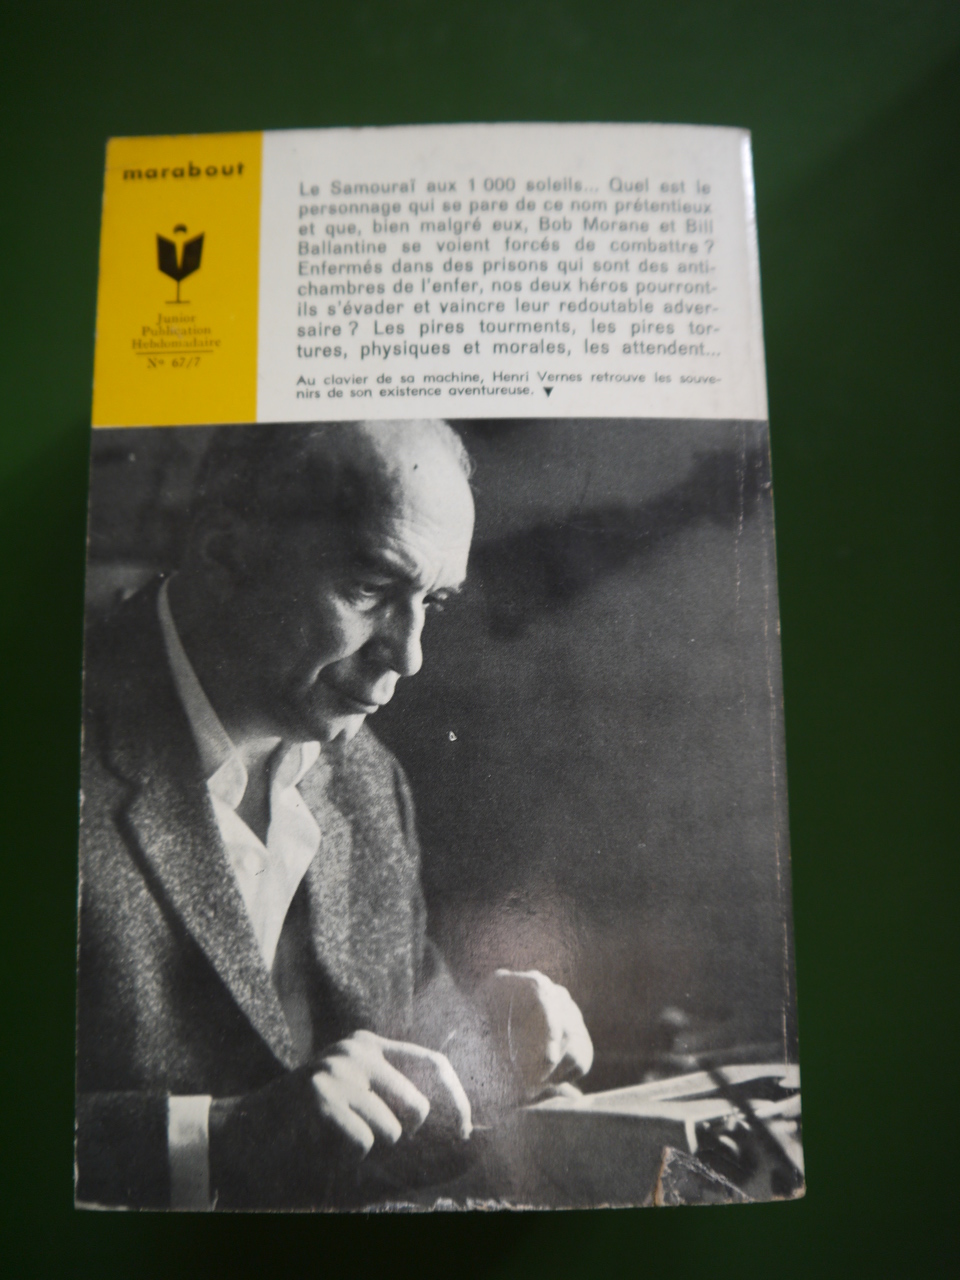 marabout
Junior
Publication
Hebdomadaire
No 67/7
Le Samouraï aux 1 000 soleils... Quel est le
personnage qui se pare de ce nom prétentieux
et que, bien malgré eux, Bob Morane et Bill
Ballantine se voient forcés de combattre ?
Enfermés dans des prisons qui sont des anti-
chambres de l'enfer, nos deux héros pourront-
ils s'évader et vaincre leur redoutable adver-
saire ? Les pires tourments, les pires tor-
tures, physiques et morales, les attendent...
Au clavier de sa machine, Henri Vernes retrouve les souve-
nirs de son existence aventureuse. ▼